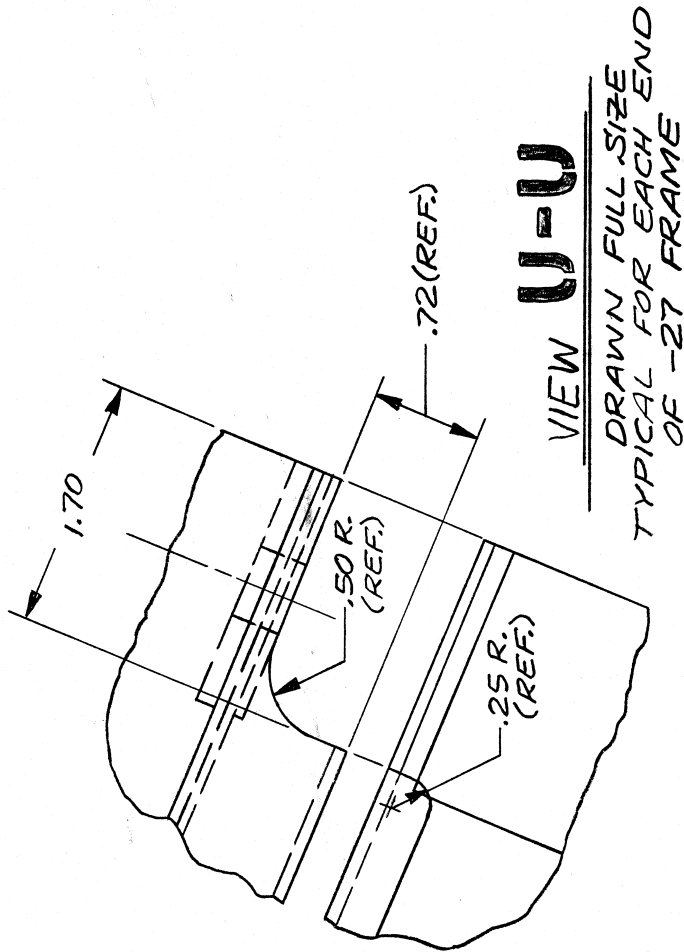 1.70
.72(REF.)
.50 R.
(REF.)
.25 R.
(REF.)
VIEW U-U
DRAWN FULL SIZE
TYPICAL FOR EACH END
OF -27 FRAME